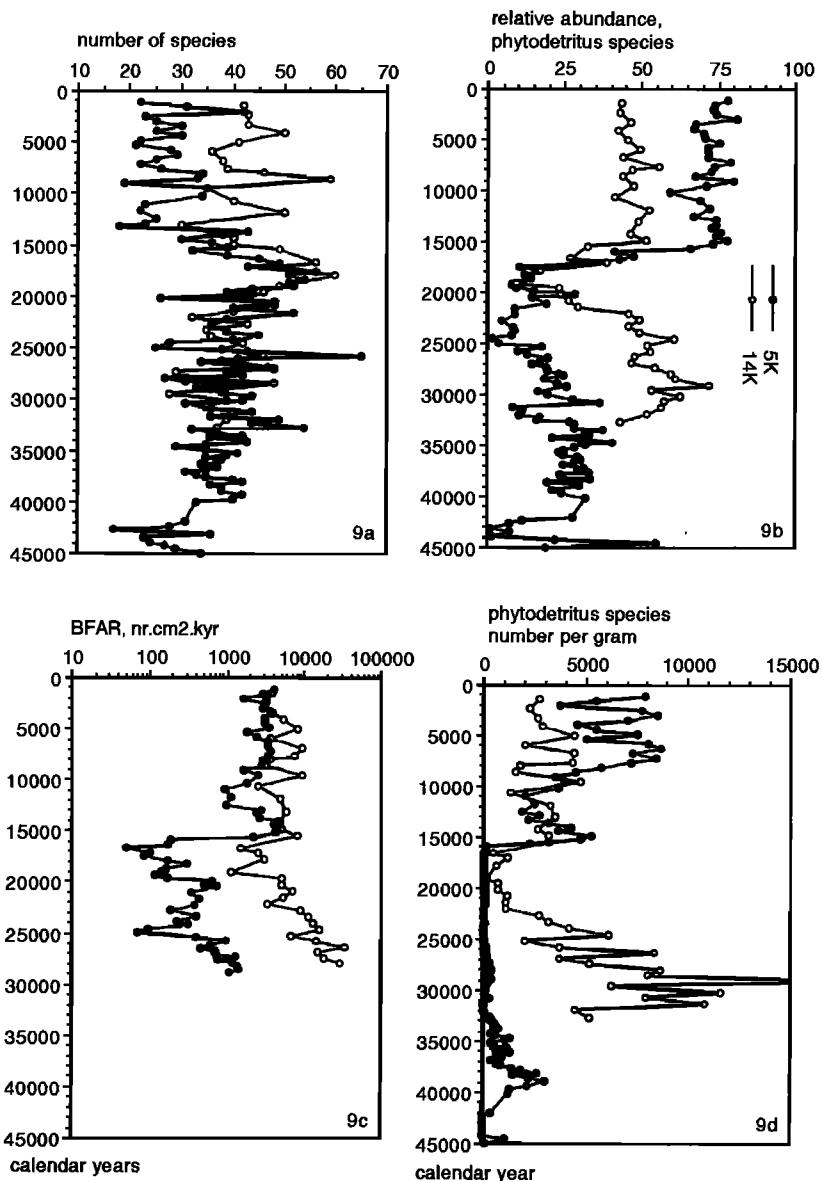 number of species
10 20 30 40 50 60 70
0
5000
10000
15000
20000
25000
30000
35000
40000
45000
9a
relative abundance,
phytodetritus species
0 25 50 75 100
0
5000
10000
15000
20000
25000
30000
35000
40000
45000
5K
14K
9b
BFAR, nr.cm2.kyr
10 100 1000 10000 100000
0
5000
10000
15000
20000
25000
30000
35000
40000
45000
9c
calendar years
phytodetritus species
number per gram
0 5000 10000 15000
0
5000
10000
15000
20000
25000
30000
35000
40000
45000
9d
calendar year